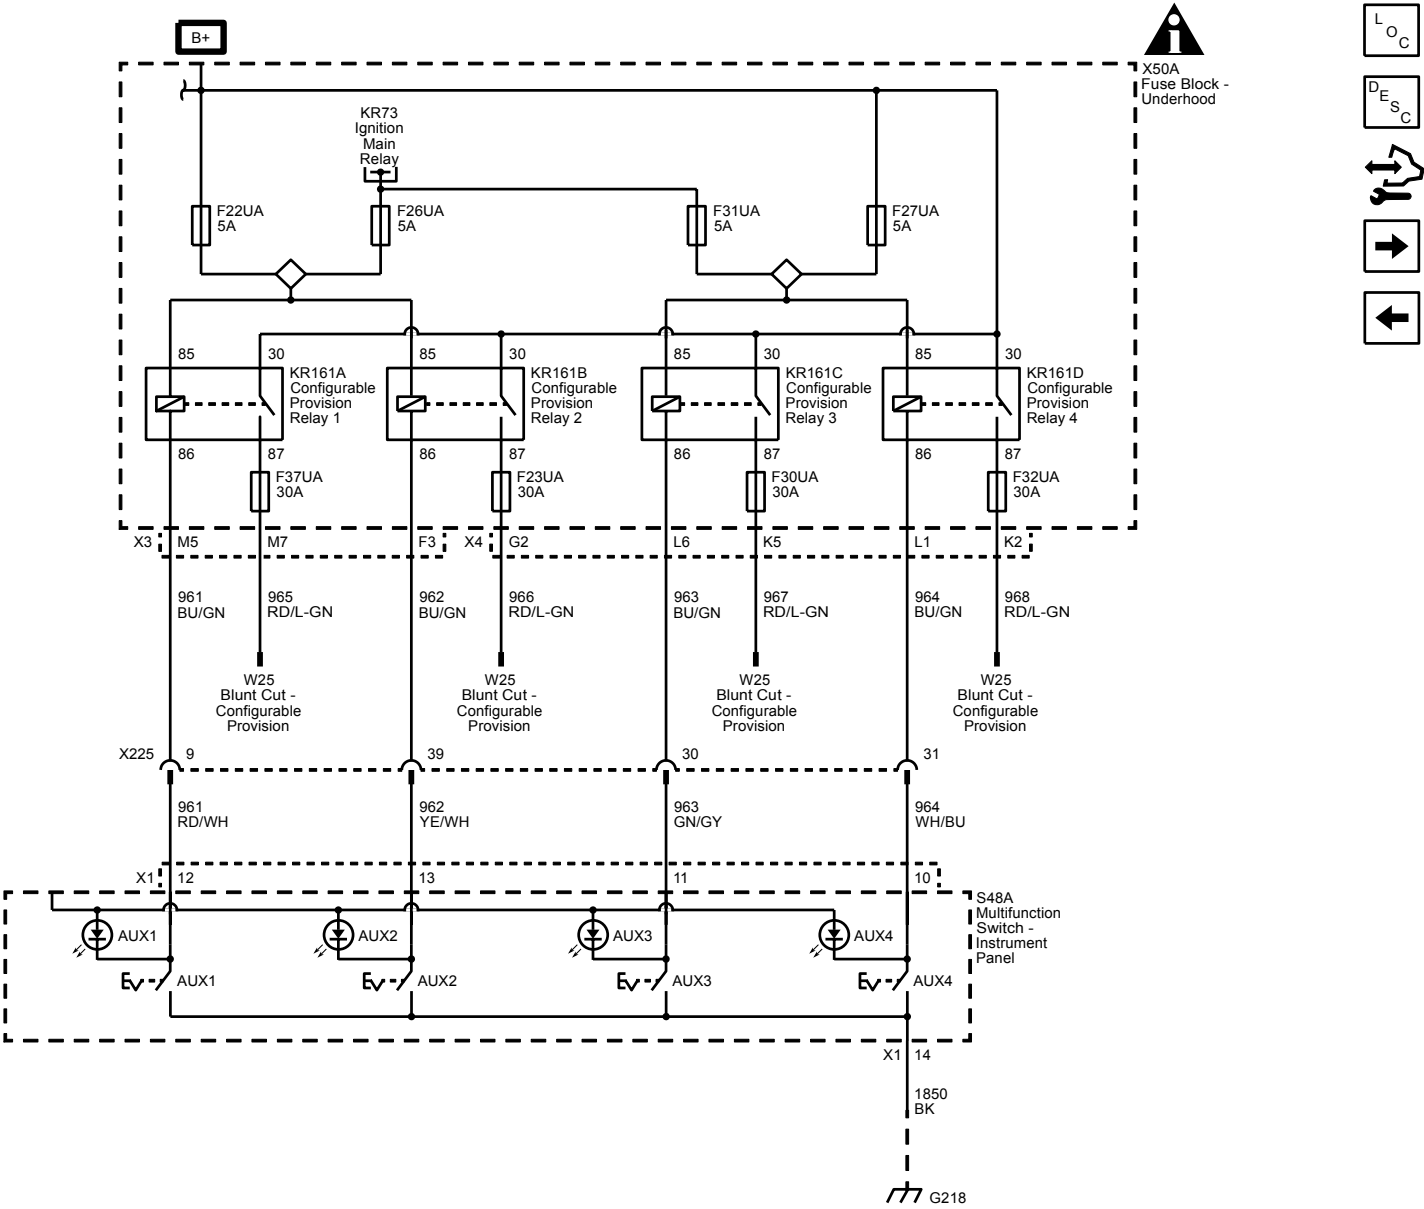 B+
X50A
Fuse Block -
Underhood
L
O
C
D
E
S
C
KR73
Ignition
Main
Relay
F22UA
5A
F26UA
5A
F31UA
5A
F27UA
5A
85
30
85
30
85
30
85
30
KR161A
Configurable
Provision
Relay 1
KR161B
Configurable
Provision
Relay 2
KR161C
Configurable
Provision
Relay 3
KR161D
Configurable
Provision
Relay 4
86
87
86
87
86
87
86
87
F37UA
30A
F23UA
30A
F30UA
30A
F32UA
30A
X3
M5
M7
F3
X4
G2
L6
K5
L1
K2
961
BU/GN
965
RD/L-GN
962
BU/GN
966
RD/L-GN
963
BU/GN
967
RD/L-GN
964
BU/GN
968
RD/L-GN
W25
Blunt Cut -
Configurable
Provision
W25
Blunt Cut -
Configurable
Provision
W25
Blunt Cut -
Configurable
Provision
W25
Blunt Cut -
Configurable
Provision
X225
9
39
30
31
961
RD/WH
962
YE/WH
963
GN/GY
964
WH/BU
X1
12
13
11
10
S48A
Multifunction
Switch -
Instrument
Panel
AUX1
AUX2
AUX3
AUX4
AUX1
AUX2
AUX3
AUX4
X1
14
1850
BK
G218